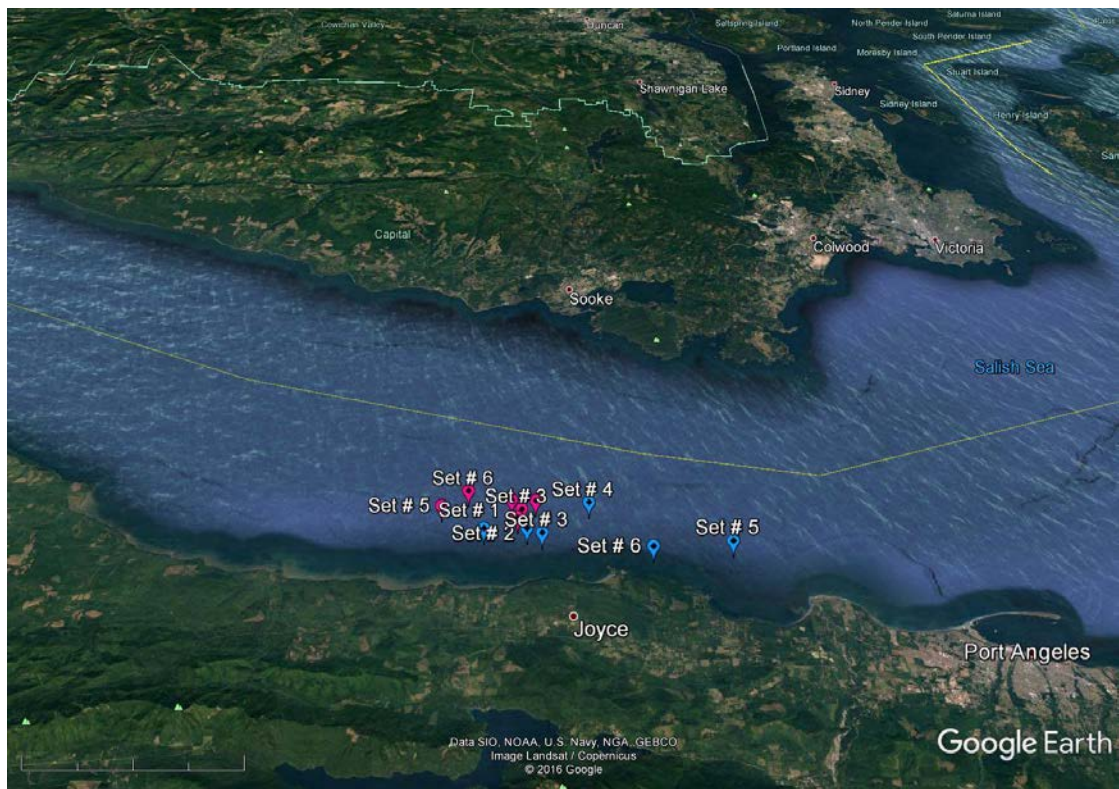 Saturna Island
Cowichan Valley
Duncan
Saltspring Island
North Pender Island
South Pender Island
Portland Island
Moresby Island
Stuart Island
Shawnigan Lake
Sidney
Sidney Island
Henry Island
San
Capital
Colwood
Victoria
Sooke
Salish Sea
Set # 6
Set # 5
Set # 3
Set # 4
Set # 1
Set # 3
Set # 2
Set # 5
Set # 6
Joyce
Port Angeles
Data SIO, NOAA, U.S. Navy, NGA, GEBCO
Image Landsat / Copernicus
© 2016 Google
Google Earth